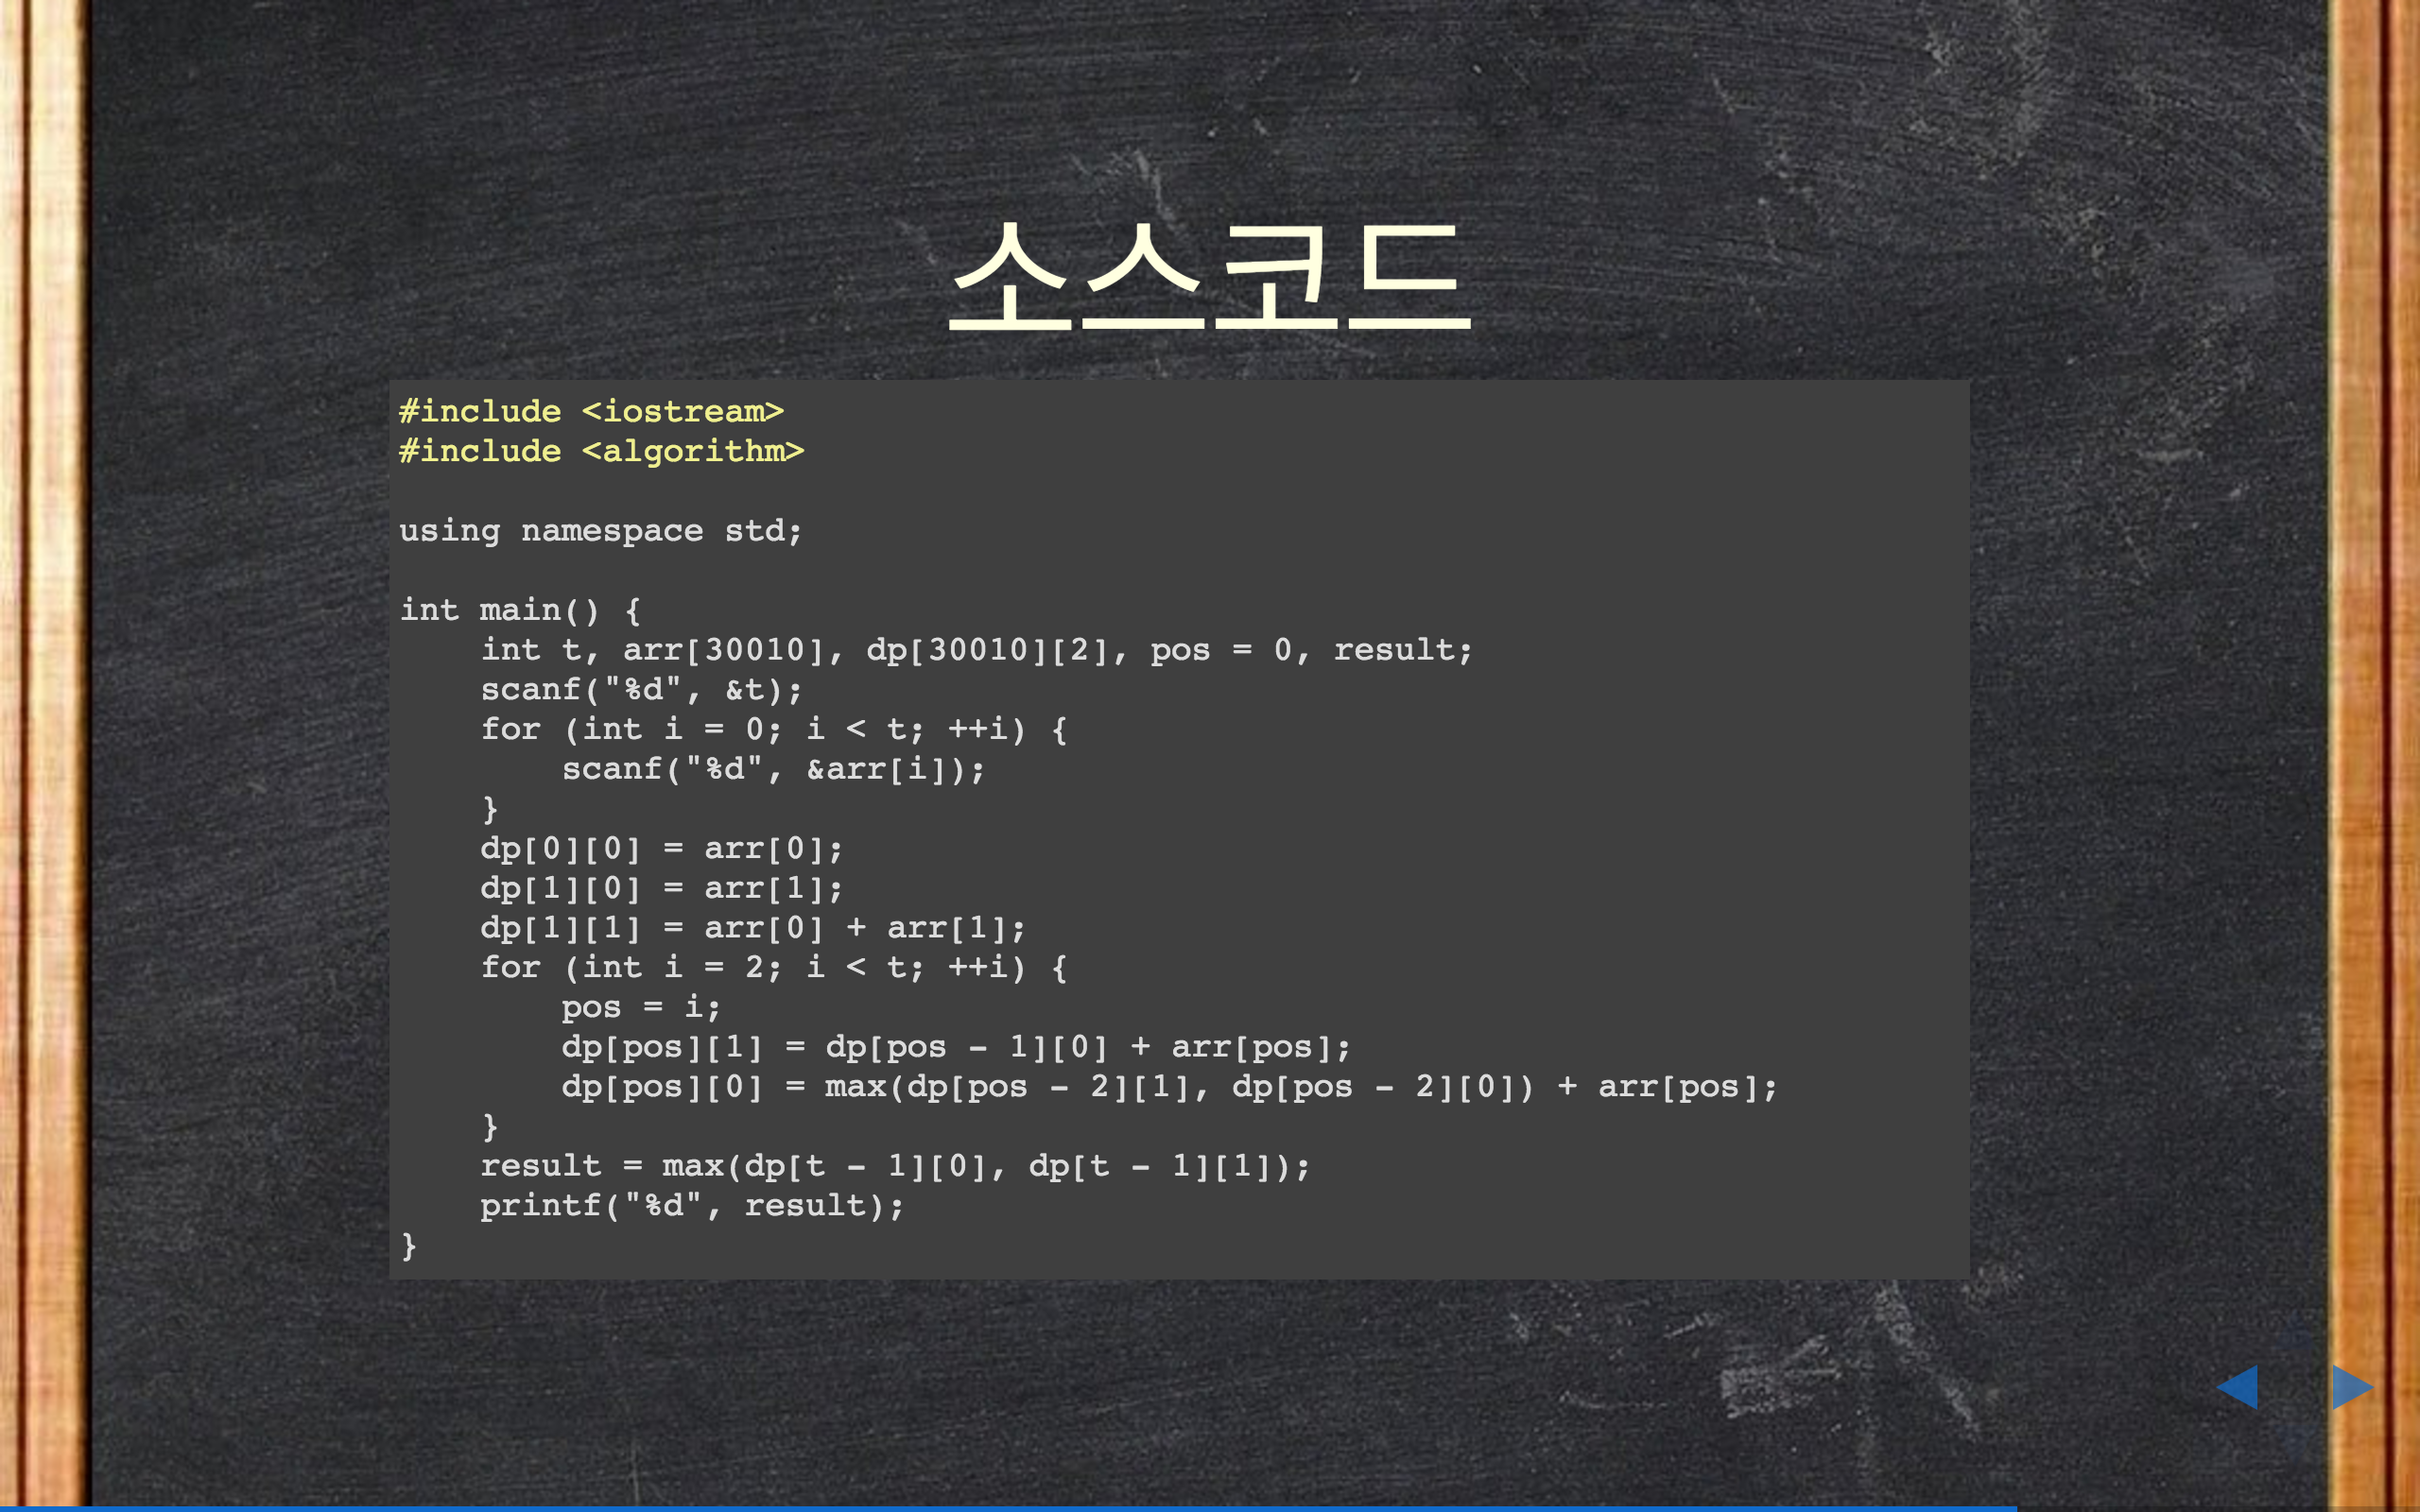 소스코드
#include <iostream>
#include <algorithm>
using namespace std;
int main() {
    int t, arr[30010], dp[30010][2], pos = 0, result;
    scanf("%d", &t);
    for (int i = 0; i < t; ++i) {
        scanf("%d", &arr[i]);
    }
    dp[0][0] = arr[0];
    dp[1][0] = arr[1];
    dp[1][1] = arr[0] + arr[1];
    for (int i = 2; i < t; ++i) {
        pos = i;
        dp[pos][1] = dp[pos - 1][0] + arr[pos];
        dp[pos][0] = max(dp[pos - 2][1], dp[pos - 2][0]) + arr[pos];
    }
    result = max(dp[t - 1][0], dp[t - 1][1]);
    printf("%d", result);
}